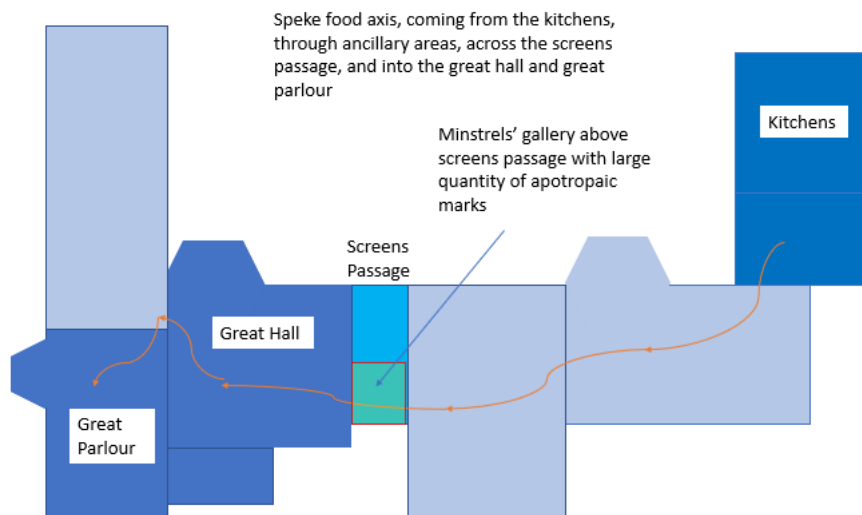 Speke food axis, coming from the kitchens,
through ancillary areas, across the screens
passage, and into the great hall and great
parlour
Kitchens
Minstrels’ gallery above
screens passage with large
quantity of apotropaic
marks
Screens
Passage
Great Hall
Great
Parlour